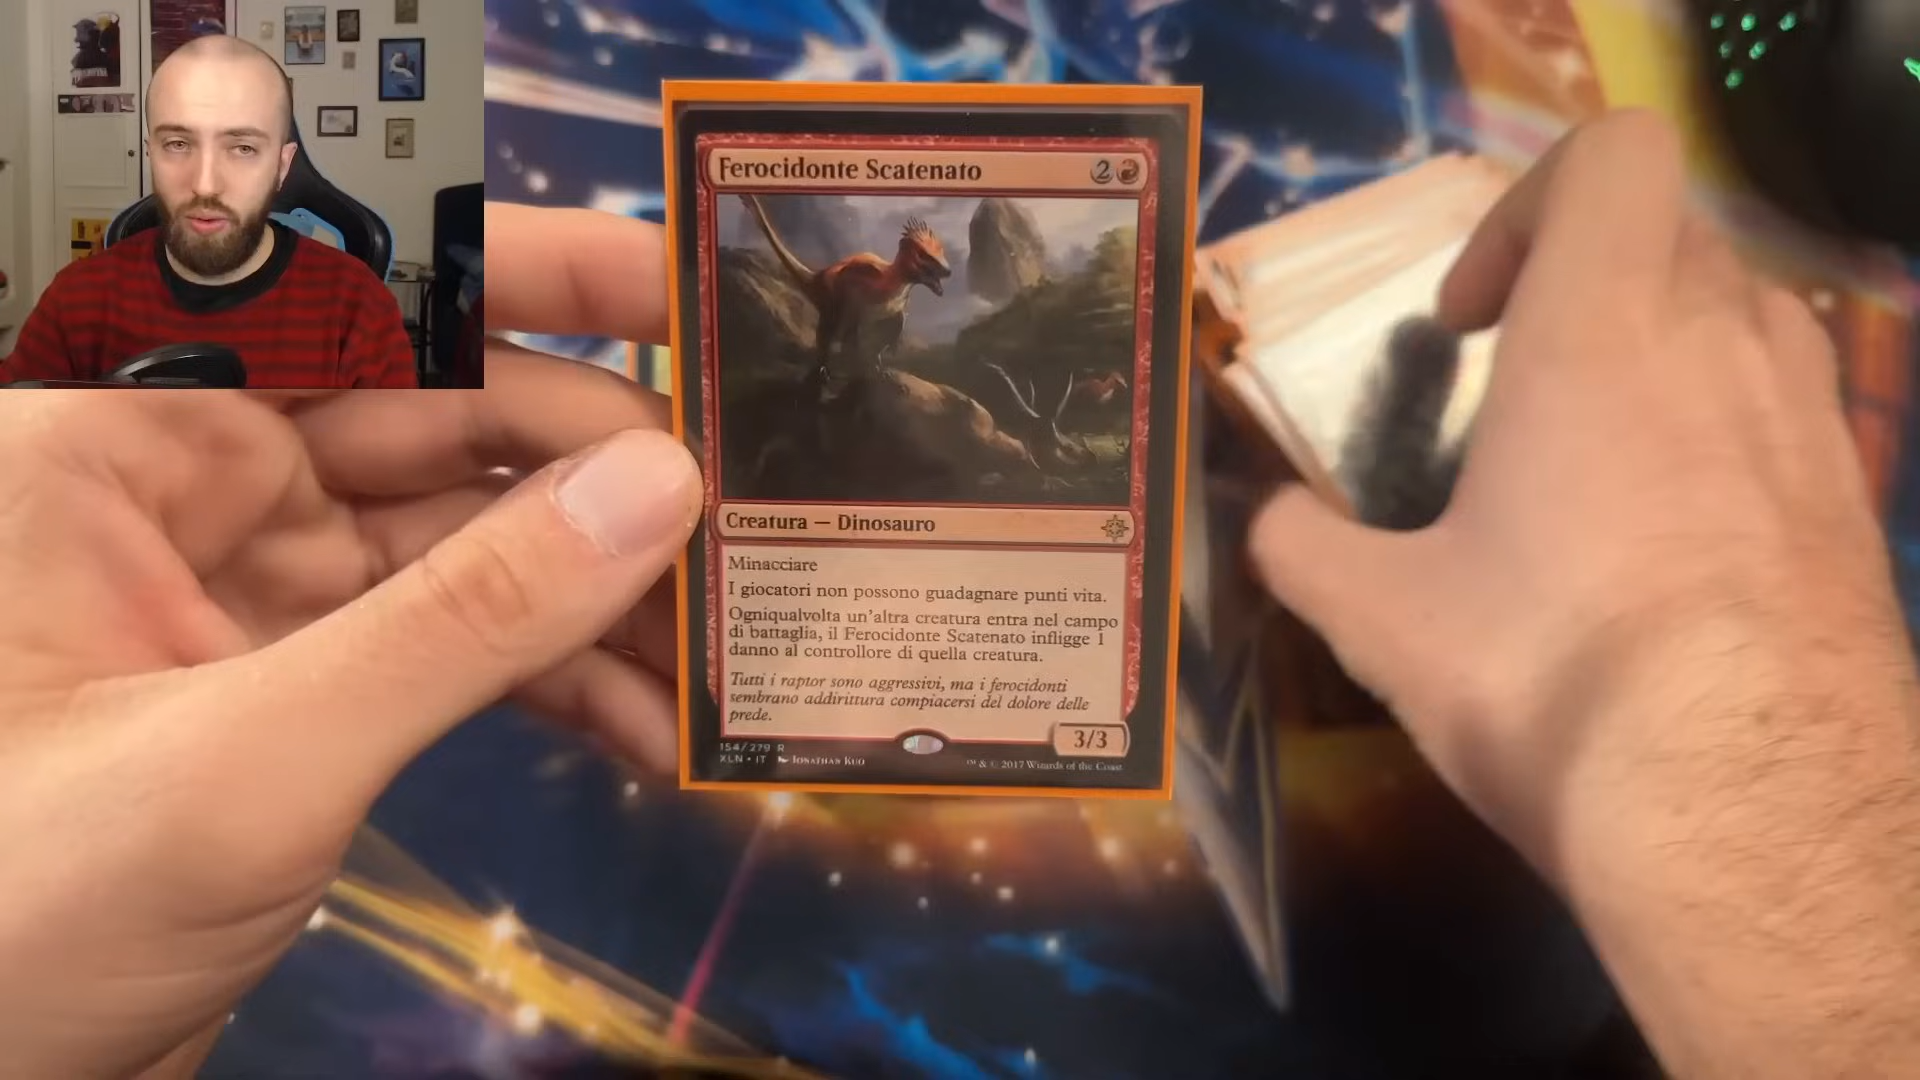 Ferocidonte Scatenato 2
Creatura — Dinosauro
Minacciare
I giocatori non possono guadagnare punti vita.
Ogniqualvolta un'altra creatura entra nel campo
di battaglia, il Ferocidonte Scatenato infligge 1
danno al controllore di quella creatura.
Tutti i raptor sono aggressivi, ma i ferocidonti
sembrano addirittura compiacersi del dolore delle
prede.
3/3
154/279 R
XLN • IT Jonathan Kuo
™ & © 2017 Wizards of the Coast